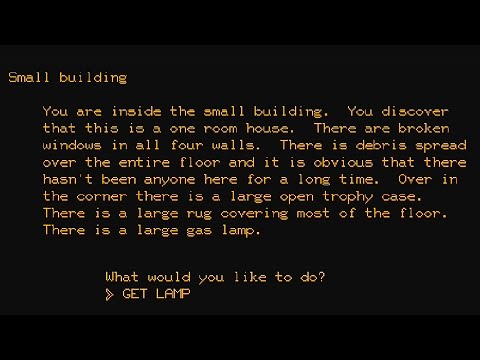 Small building
You are inside the small building. You discover
that this is a one room house. There are broken
windows in all four walls. There is debris spread
over the entire floor and it is obvious that there
hasn't been anyone here for a long time. Over in
the corner there is a large open trophy case.
There is a large rug covering most of the floor.
There is a large gas lamp.
What would you like to do?
> GET LAMP